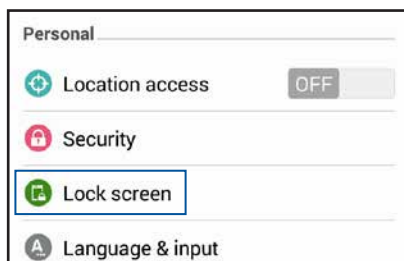 Personal
Location access OFF
Security
Lock screen
A
Language & input